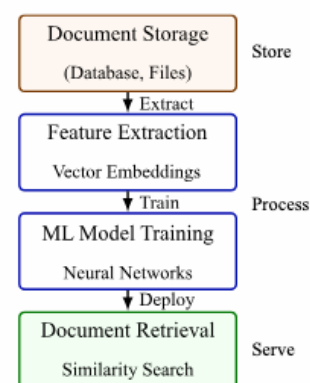 Document Storage
Store
(Database, Files)
Extract
Feature Extraction
Vector Embeddings
Train
Process
ML Model Training
Neural Networks
Deploy
Document Retrieval
Serve
Similarity Search